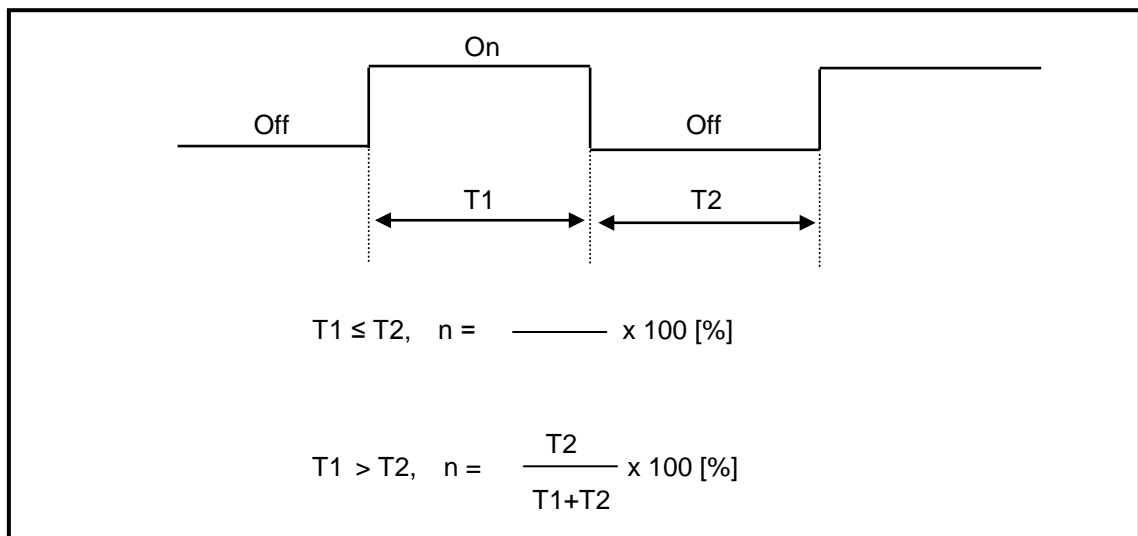 On
Off
Off
T1
T2
T1 ≤ T2, n = x 100 [%]
T2
T1 > T2, n = x 100 [%]
T1+T2